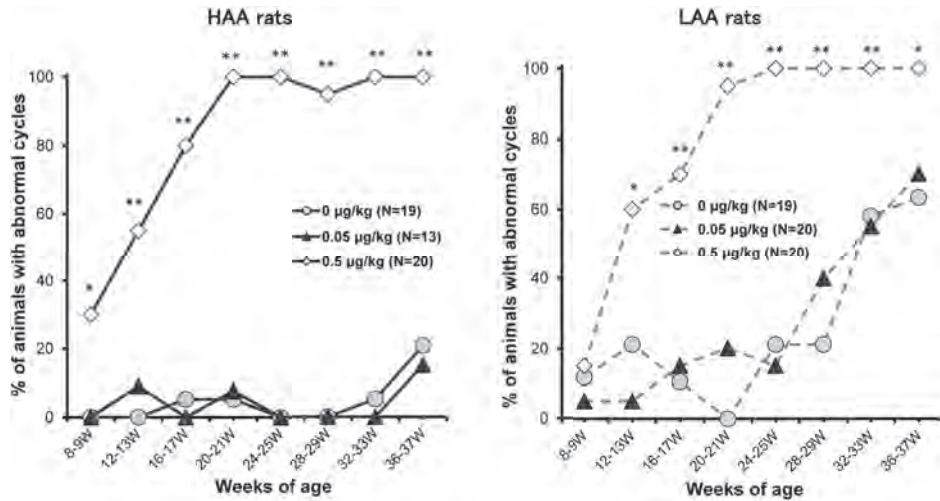 HAA rats
** ** ** ** **
**
**
*
100
80
60
40
20
0
% of animals with abnormal cycles
0 µg/kg (N=19)
0.05 µg/kg (N=13)
0.5 µg/kg (N=20)
8-9W 12-13W 16-17W 20-21W 24-25W 28-29W 32-33W 36-37W
Weeks of age
LAA rats
** ** ** ** *
**
*
100
80
60
40
20
0
% of animals with abnormal cycles
0 µg/kg (N=19)
0.05 µg/kg (N=20)
0.5 µg/kg (N=20)
8-9W 12-13W 16-17W 20-21W 24-25W 28-29W 32-33W 36-37W
Weeks of age